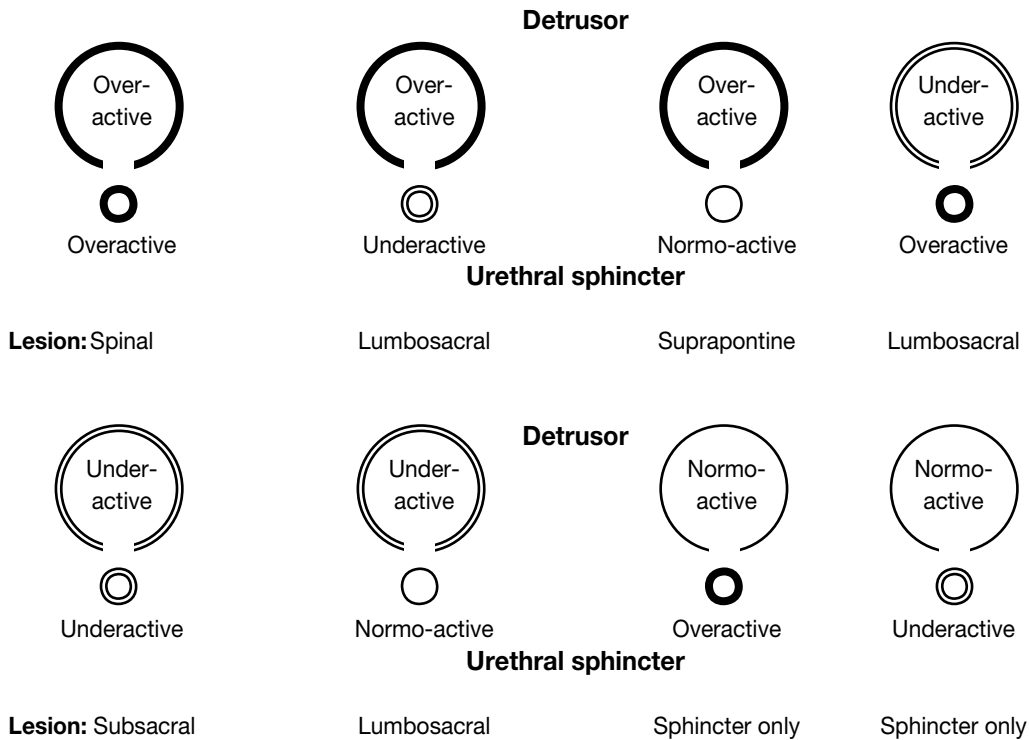 Detrusor
Over-
active
Over-
active
Over-
active
Under-
active
Overactive
Underactive
Normo-active
Overactive
Urethral sphincter
Lesion: Spinal
Lumbosacral
Suprapontine
Lumbosacral
Detrusor
Under-
active
Under-
active
Normo-
active
Normo-
active
Underactive
Normo-active
Overactive
Underactive
Urethral sphincter
Lesion: Subsacral
Lumbosacral
Sphincter only
Sphincter only